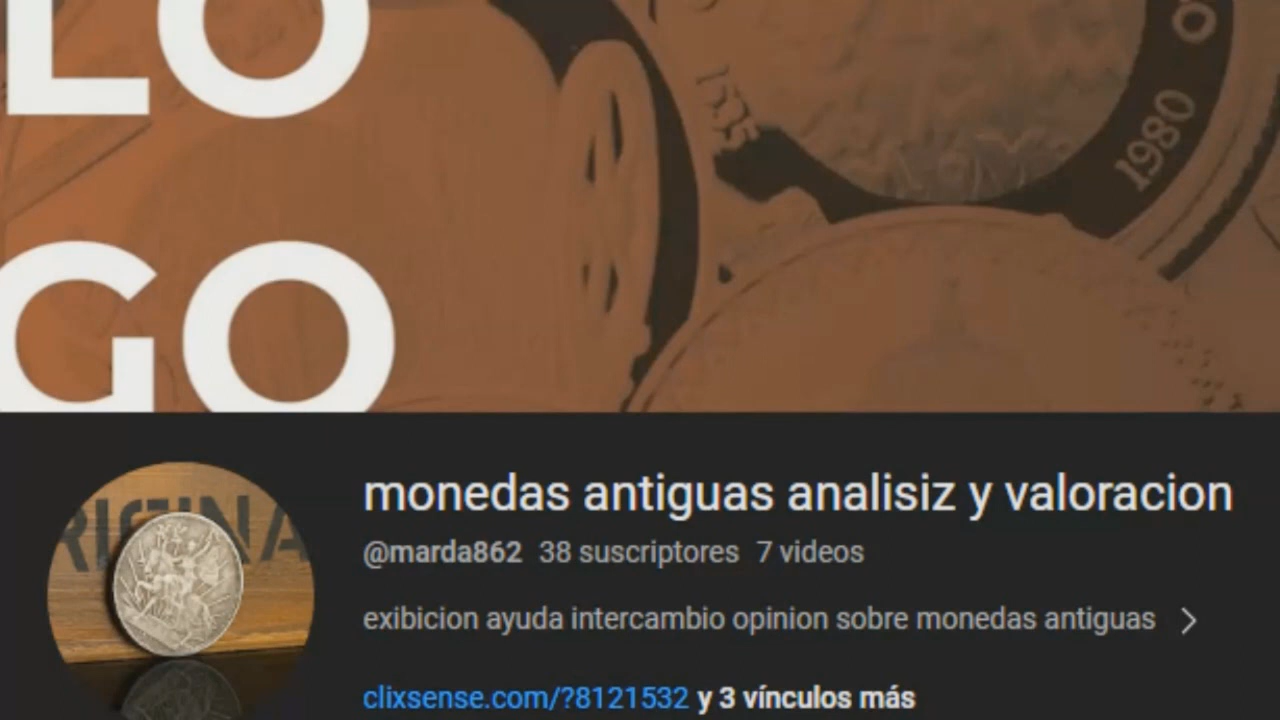 LO
GO
1535
1980
monedas antiguas analisiz y valoracion
@marda862 38 suscriptores 7 videos
exibicion ayuda intercambio opinion sobre monedas antiguas
clixsense.com/?8121532 y 3 vínculos más